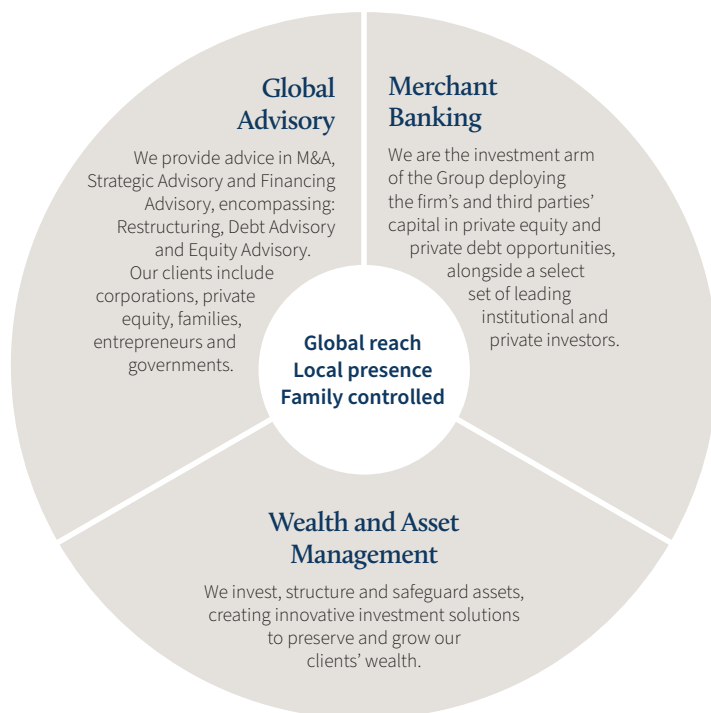 Global
Advisory
We provide advice in M&A,
Strategic Advisory and Financing
Advisory, encompassing:
Restructuring, Debt Advisory
and Equity Advisory.
Our clients include
corporations, private
equity, families,
entrepreneurs and
governments.
Merchant
Banking
We are the investment arm
of the Group deploying
the firm’s and third parties’
capital in private equity and
private debt opportunities,
alongside a select
set of leading
institutional and
private investors.
Global reach
Local presence
Family controlled
Wealth and Asset
Management
We invest, structure and safeguard assets,
creating innovative investment solutions
to preserve and grow our
clients’ wealth.